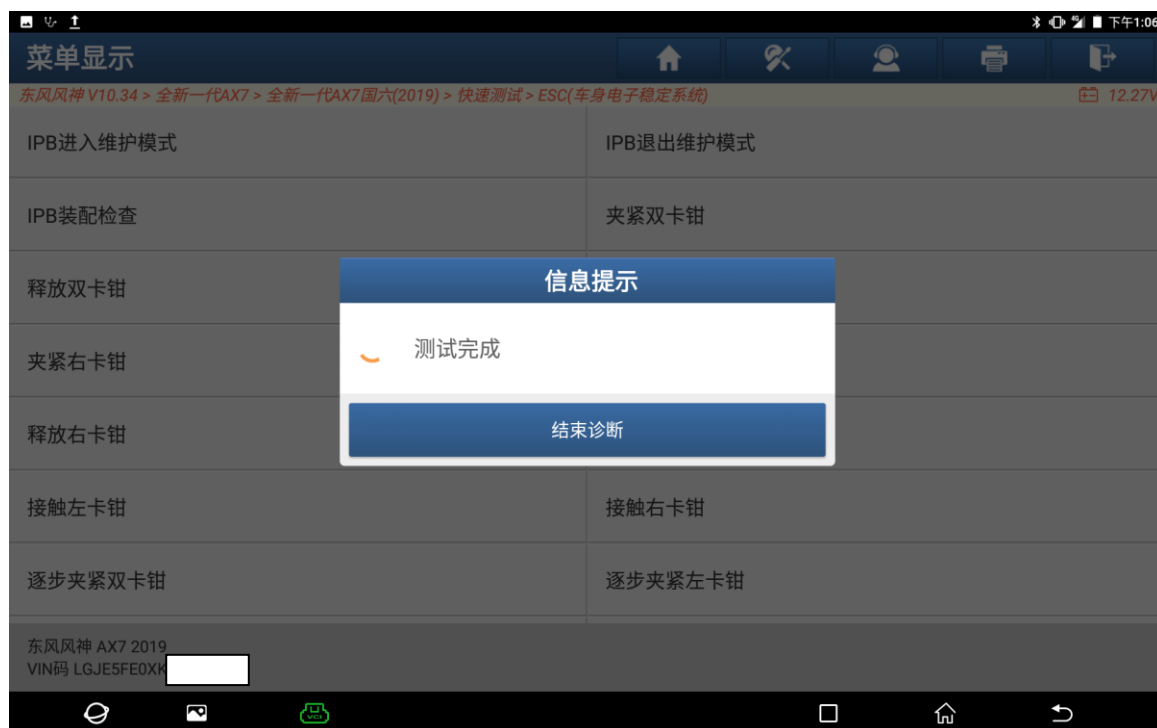 下午1:06
菜单显示
东风风神 V10.34 > 全新一代AX7 > 全新一代AX7国六(2019) > 快速测试 > ESC(车身电子稳定系统)
12.27V
IPB进入维护模式
IPB退出维护模式
IPB装配检查
夹紧双卡钳
释放双卡钳
信息提示
测试完成
夹紧右卡钳
结束诊断
释放右卡钳
接触左卡钳
接触右卡钳
逐步夹紧双卡钳
逐步夹紧左卡钳
东风风神 AX7 2019
VIN码 LGJE5FE0XK
VCI